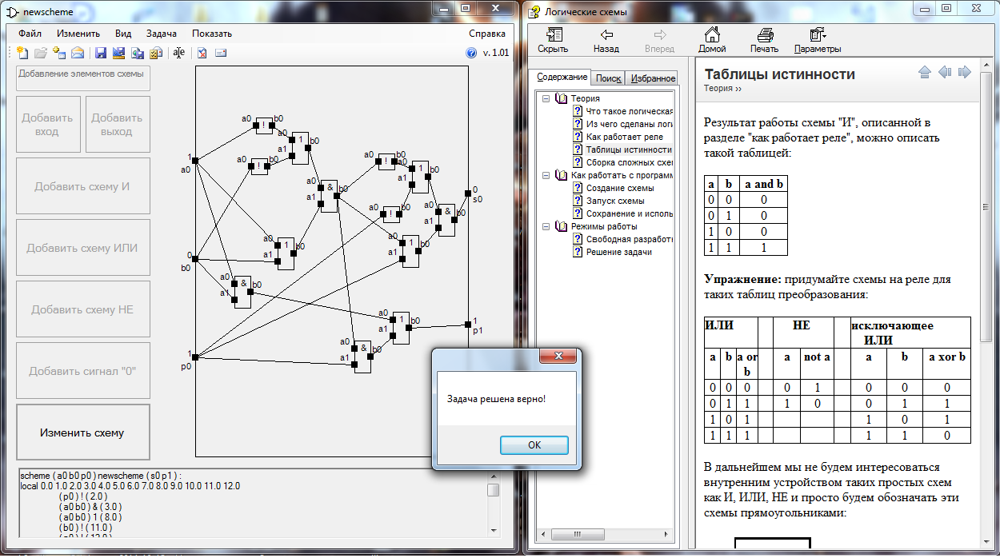 newscheme
Файл Изменить Вид Задача Показать Справка
v. 1.01
Добавление элементов схемы
Добавить вход
Добавить выход
Добавить схему И
Добавить схему ИЛИ
Добавить схему НЕ
Добавить сигнал "0"
Изменить схему
1
a0
0
b0
1
p0
a0 ! b0
a0 ! b0
a0 1 b0
a1
a0 & b0
a1
a0 1 b0
a1
a0 & b0
a1
a0 ! b0
a0 1 b0
a1
a0 ! b0
a0 & b0
a1
a0 1 b0
a1
a0 1 b0
a1
a0 & b0
a1
0
s0
1
p1
scheme ( a0 b0 p0 ) newscheme ( s0 p1 ) :
local 0.0 1.0 2.0 3.0 4.0 5.0 6.0 7.0 8.0 9.0 10.0 11.0 12.0
( p0 ) ! ( 2.0 )
( a0 b0 ) & ( 3.0 )
( a0 b0 ) 1 ( 8.0 )
( b0 ) ! ( 11.0 )
( a0 ) ! ( 12.0 )
Задача решена верно!
OK
Логические схемы
Скрыть Назад Вперед Домой Печать Параметры
Содержание Поиск Избранное
Теория
Что такое логическая
Из чего сделаны логи
Как работает реле
Таблицы истинности
Сборка сложных схе
Как работать с програм
Создание схемы
Запуск схемы
Сохранение и исполь
Режимы работы
Свободная разработ
Решение задачи
Таблицы истинности
Теория ››
Результат работы схемы "И", описанной в
разделе "как работает реле", можно описать
такой таблицей:
a b a and b
0 0 0
0 1 0
1 0 0
1 1 1
Упражнение: придумайте схемы на реле для
таких таблиц преобразования:
ИЛИ НЕ исключающее ИЛИ
a b a or b a not a a b a xor b
0 0 0 0 1 0 0 0
0 1 1 1 0 0 1 1
1 0 1 1 0 1
1 1 1 1 1 0
В дальнейшем мы не будем интересоваться
внутренним устройством таких простых схем
как И, ИЛИ, НЕ и просто будем обозначать эти
схемы прямоугольниками: